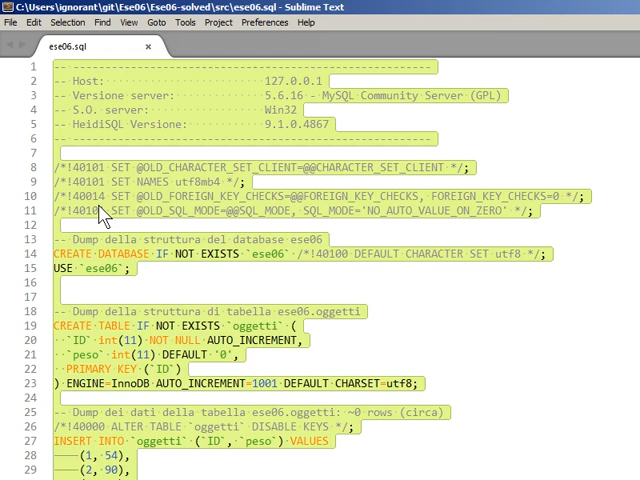 C:\Users\ignorant\git\Ese06\Ese06-solved\src\ese06.sql - Sublime Text
File Edit Selection Find View Goto Tools Project Preferences Help
ese06.sql
1 -- --------------------------------------------------------
2 -- Host: 127.0.0.1
3 -- Versione server: 5.6.16 - MySQL Community Server (GPL)
4 -- S.O. server: Win32
5 -- HeidiSQL Versione: 9.1.0.4867
6 -- --------------------------------------------------------
7
8 /*!40101 SET @OLD_CHARACTER_SET_CLIENT=@@CHARACTER_SET_CLIENT */;
9 /*!40101 SET NAMES utf8mb4 */;
10 /*!40014 SET @OLD_FOREIGN_KEY_CHECKS=@@FOREIGN_KEY_CHECKS, FOREIGN_KEY_CHECKS=0 */;
11 SET @OLD_SQL_MODE=@@SQL_MODE, SQL_MODE='NO_AUTO_VALUE_ON_ZERO' */;
12
13 -- Dump della struttura del database ese06
14 CREATE DATABASE IF NOT EXISTS `ese06` /*!40100 DEFAULT CHARACTER SET utf8 */;
15 USE `ese06`;
16
17
18 -- Dump della struttura di tabella ese06.oggetti
19 CREATE TABLE IF NOT EXISTS `oggetti` (
20 `ID` int(11) NOT NULL AUTO_INCREMENT,
21 `peso` int(11) DEFAULT '0',
22 PRIMARY KEY (`ID`)
23 ) ENGINE=InnoDB AUTO_INCREMENT=1001 DEFAULT CHARSET=utf8;
24
25 -- Dump dei dati della tabella ese06.oggetti: ~0 rows (circa)
26 /*!40000 ALTER TABLE `oggetti` DISABLE KEYS */;
27 INSERT INTO `oggetti` (`ID`, `peso`) VALUES
28 (1, 54),
29 (2, 90),